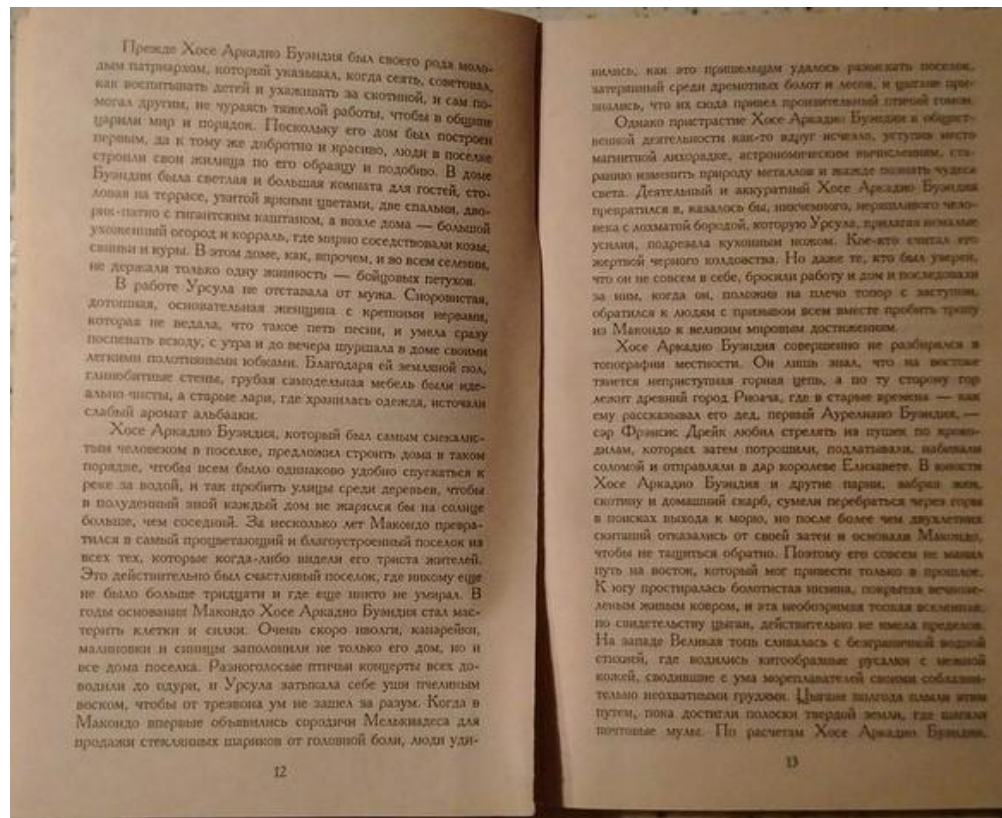 Прежде Хосе Аркадио Буэндия был своего рода моло-
дым патриархом, который указывал, когда сеять, советовал,
как воспитывать детей и ухаживать за скотиной, и сам по-
могал другим, не чураясь тяжелой работы, чтобы в общине
царили мир и порядок. Поскольку его дом был построен
первым, да к тому же добротно и красиво, люди в поселке
строили свои жилища по его образцу и подобию. В доме
Буэндии была светлая и большая комната для гостей, сто-
ловая на террасе, увитой яркими цветами, две спальни, дво-
рик-патио с гигантским каштаном, а возле дома — большой
ухоженный огород и корраль, где мирно соседствовали козы,
свиньи и куры. В этом доме, как, впрочем, и во всем селении,
не держали только одну живность — бойцовых петухов.
В работе Урсула не отставала от мужа. Сноровистая,
дотошная, основательная женщина с крепкими нервами,
которая не ведала, что такое петь песни, и умела сразу
поспевать всюду, с утра и до вечера шуршала в доме своими
легкими полотняными юбками. Благодаря ей земляной пол,
глинобитные стены, грубая самодельная мебель были иде-
ально чисты, а старые лари, где хранилась одежда, источали
слабый аромат альбааки.
Хосе Аркадио Буэндия, который был самым смекалис-
тым человеком в поселке, предложил строить дома в таком
порядке, чтобы всем было одинаково удобно спускаться к
реке за водой, и так пробить улицы среди деревьев, чтобы
в полуденный зной каждый дом не жарился бы на солнце
больше, чем соседний. За несколько лет Макондо превра-
тился в самый процветающий и благоустроенный поселок из
всех тех, которые когда-либо видели его триста жителей.
Это действительно был счастливый поселок, где никому еще
не было больше тридцати и где еще никто не умирал. В
годы основания Макондо Хосе Аркадио Буэндия стал мас-
терить клетки и силки. Очень скоро иволги, канарейки,
малиновки и синицы заполонили не только его дом, но и
все дома поселка. Разноголосые птичьи концерты всех до-
водили до одури, и Урсула затыкала себе уши пчелиным
воском, чтобы от трезвона ум не зашел за разум. Когда в
Макондо впервые объявились сородичи Мелькиадеса для
продажи стеклянных шариков от головной боли, люди уди-
12
вились, как это пришельцам удалось разыскать поселок,
затерянный среди дремотных болот и лесов, и цыгане при-
знались, что их сюда привел пронзительный птичий гомон.
Однако пристрастие Хосе Аркадио Буэндии к общест-
венной деятельности как-то вдруг исчезло, уступив место
магнитной лихорадке, астрономическим вычислениям, ста-
ранию изменить природу металлов и жажде познать чудеса
света. Деятельный и аккуратный Хосе Аркадио Буэндия
превратился в, казалось бы, никчемного, неряшливого чело-
века с лохматой бородой, которую Урсула, прилагая немалые
усилия, подрезала кухонным ножом. Кое-кто считал его
жертвой черного колдовства. Но даже те, кто был уверен,
что он не совсем в себе, бросили работу и дом и последовали
за ним, когда он, положив на плечо топор с заступом,
обратился к людям с призывом всем вместе пробить тропу
из Макондо к великим мировым достижениям.
Хосе Аркадио Буэндия совершенно не разбирался в
топографии местности. Он лишь знал, что на востоке
тянется неприступная горная цепь, а по ту сторону гор
лежит древний город Риоача, где в старые времена — как
ему рассказывал его дед, первый Аурелиано Буэндия, —
сэр Фрэнсис Дрейк любил стрелять из пушек по кроко-
дилам, которых затем потрошили, подлатывали, набивали
соломой и отправляли в дар королеве Елизавете. В юности
Хосе Аркадио Буэндия и другие парни, забрав жен,
скотину и домашний скарб, сумели перебраться через горы
в поисках выхода к морю, но после более чем двухлетних
скитаний отказались от своей затеи и основали Макондо,
чтобы не тащиться обратно. Поэтому его совсем не манил
путь на восток, который мог привести только в прошлое.
К югу простиралась болотистая низина, покрытая вечнозе-
леным живым ковром, и эта необозримая топкая вселенная,
по свидетельству цыган, действительно не имела пределов.
На западе Великая топь сливалась с безграничной водной
стихией, где водились китообразные русалки с нежной
кожей, сводившие с ума мореплавателей своими соблазни-
тельно неохватными грудями. Цыгане полгода плыли этим
путем, пока достигли полоски твердой земли, где шагали
почтовые мулы. По расчетам Хосе Аркадио Буэндии,
13